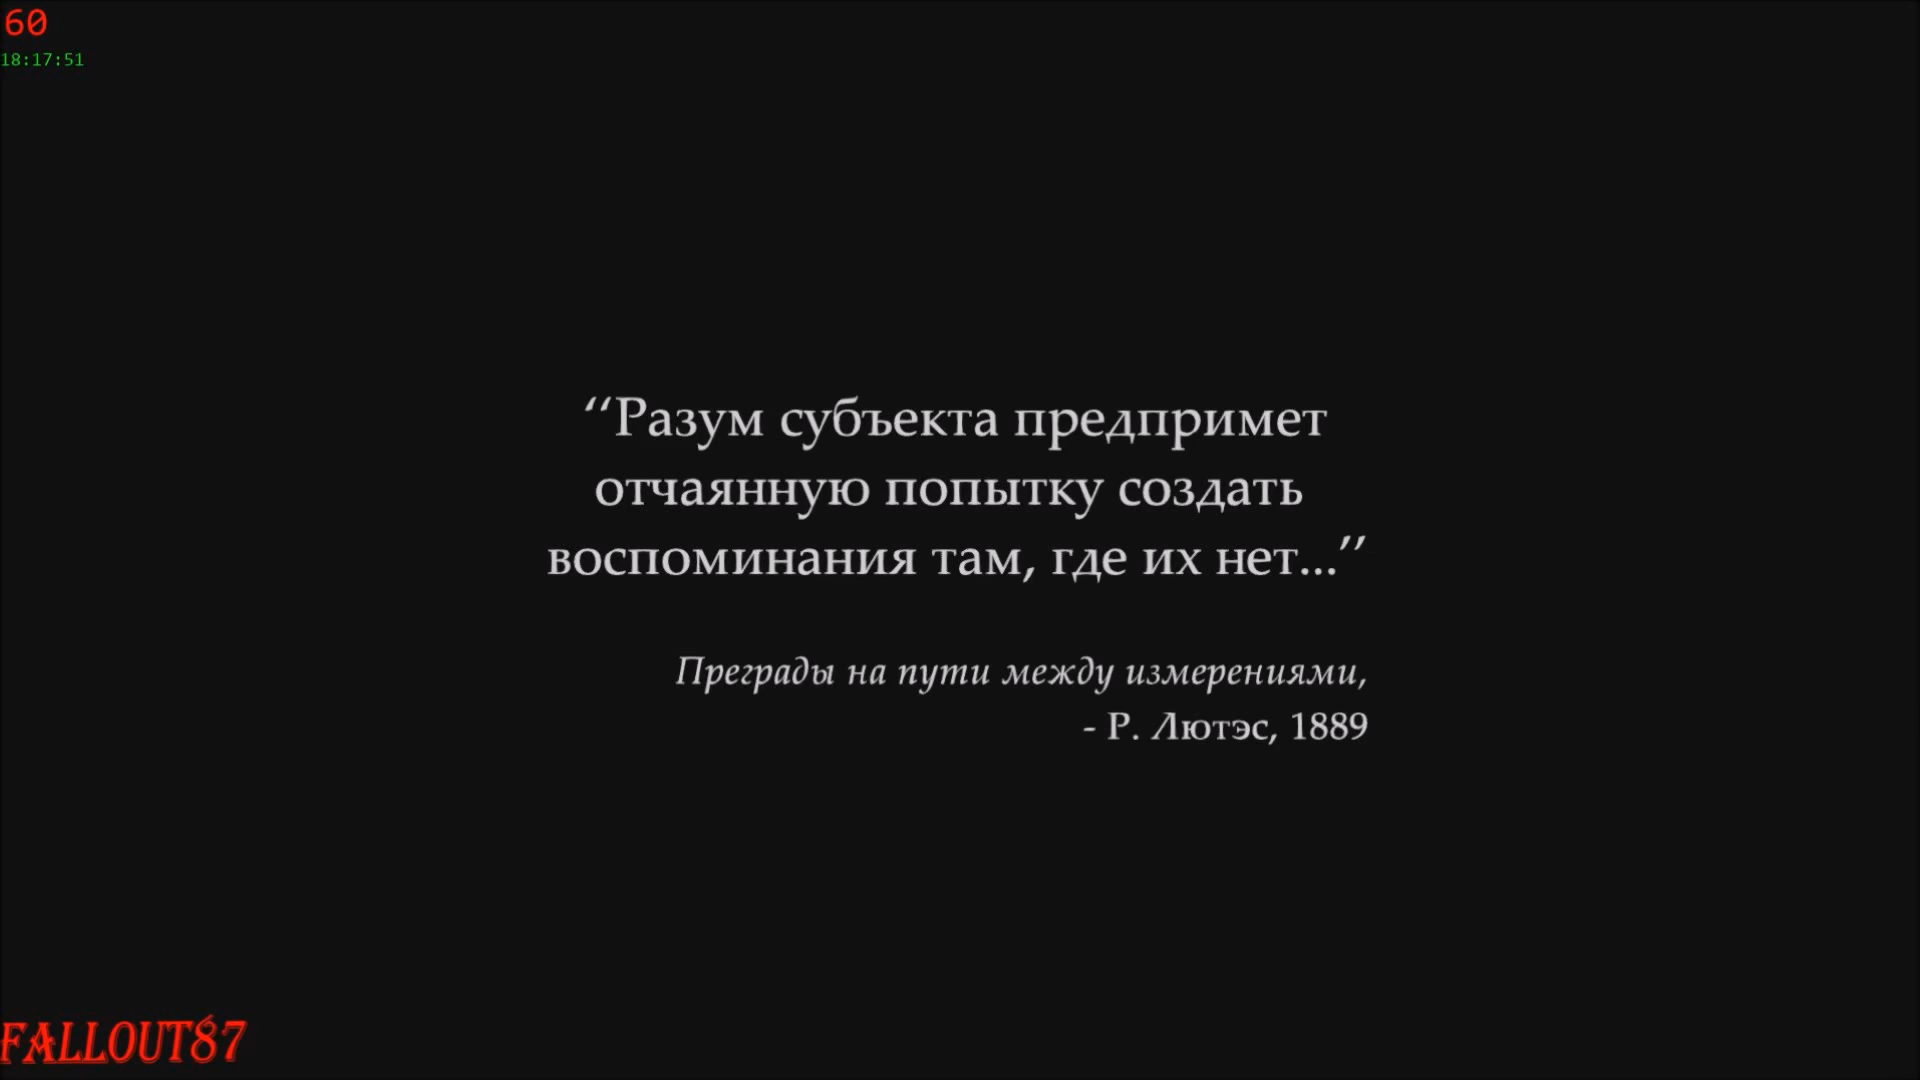 60
18:17:51
‘‘Разум субъекта предпримет
отчаянную попытку создать
воспоминания там, где их нет...’’
Преграды на пути между измерениями,
- Р. Лютэс, 1889
FALLOUT87